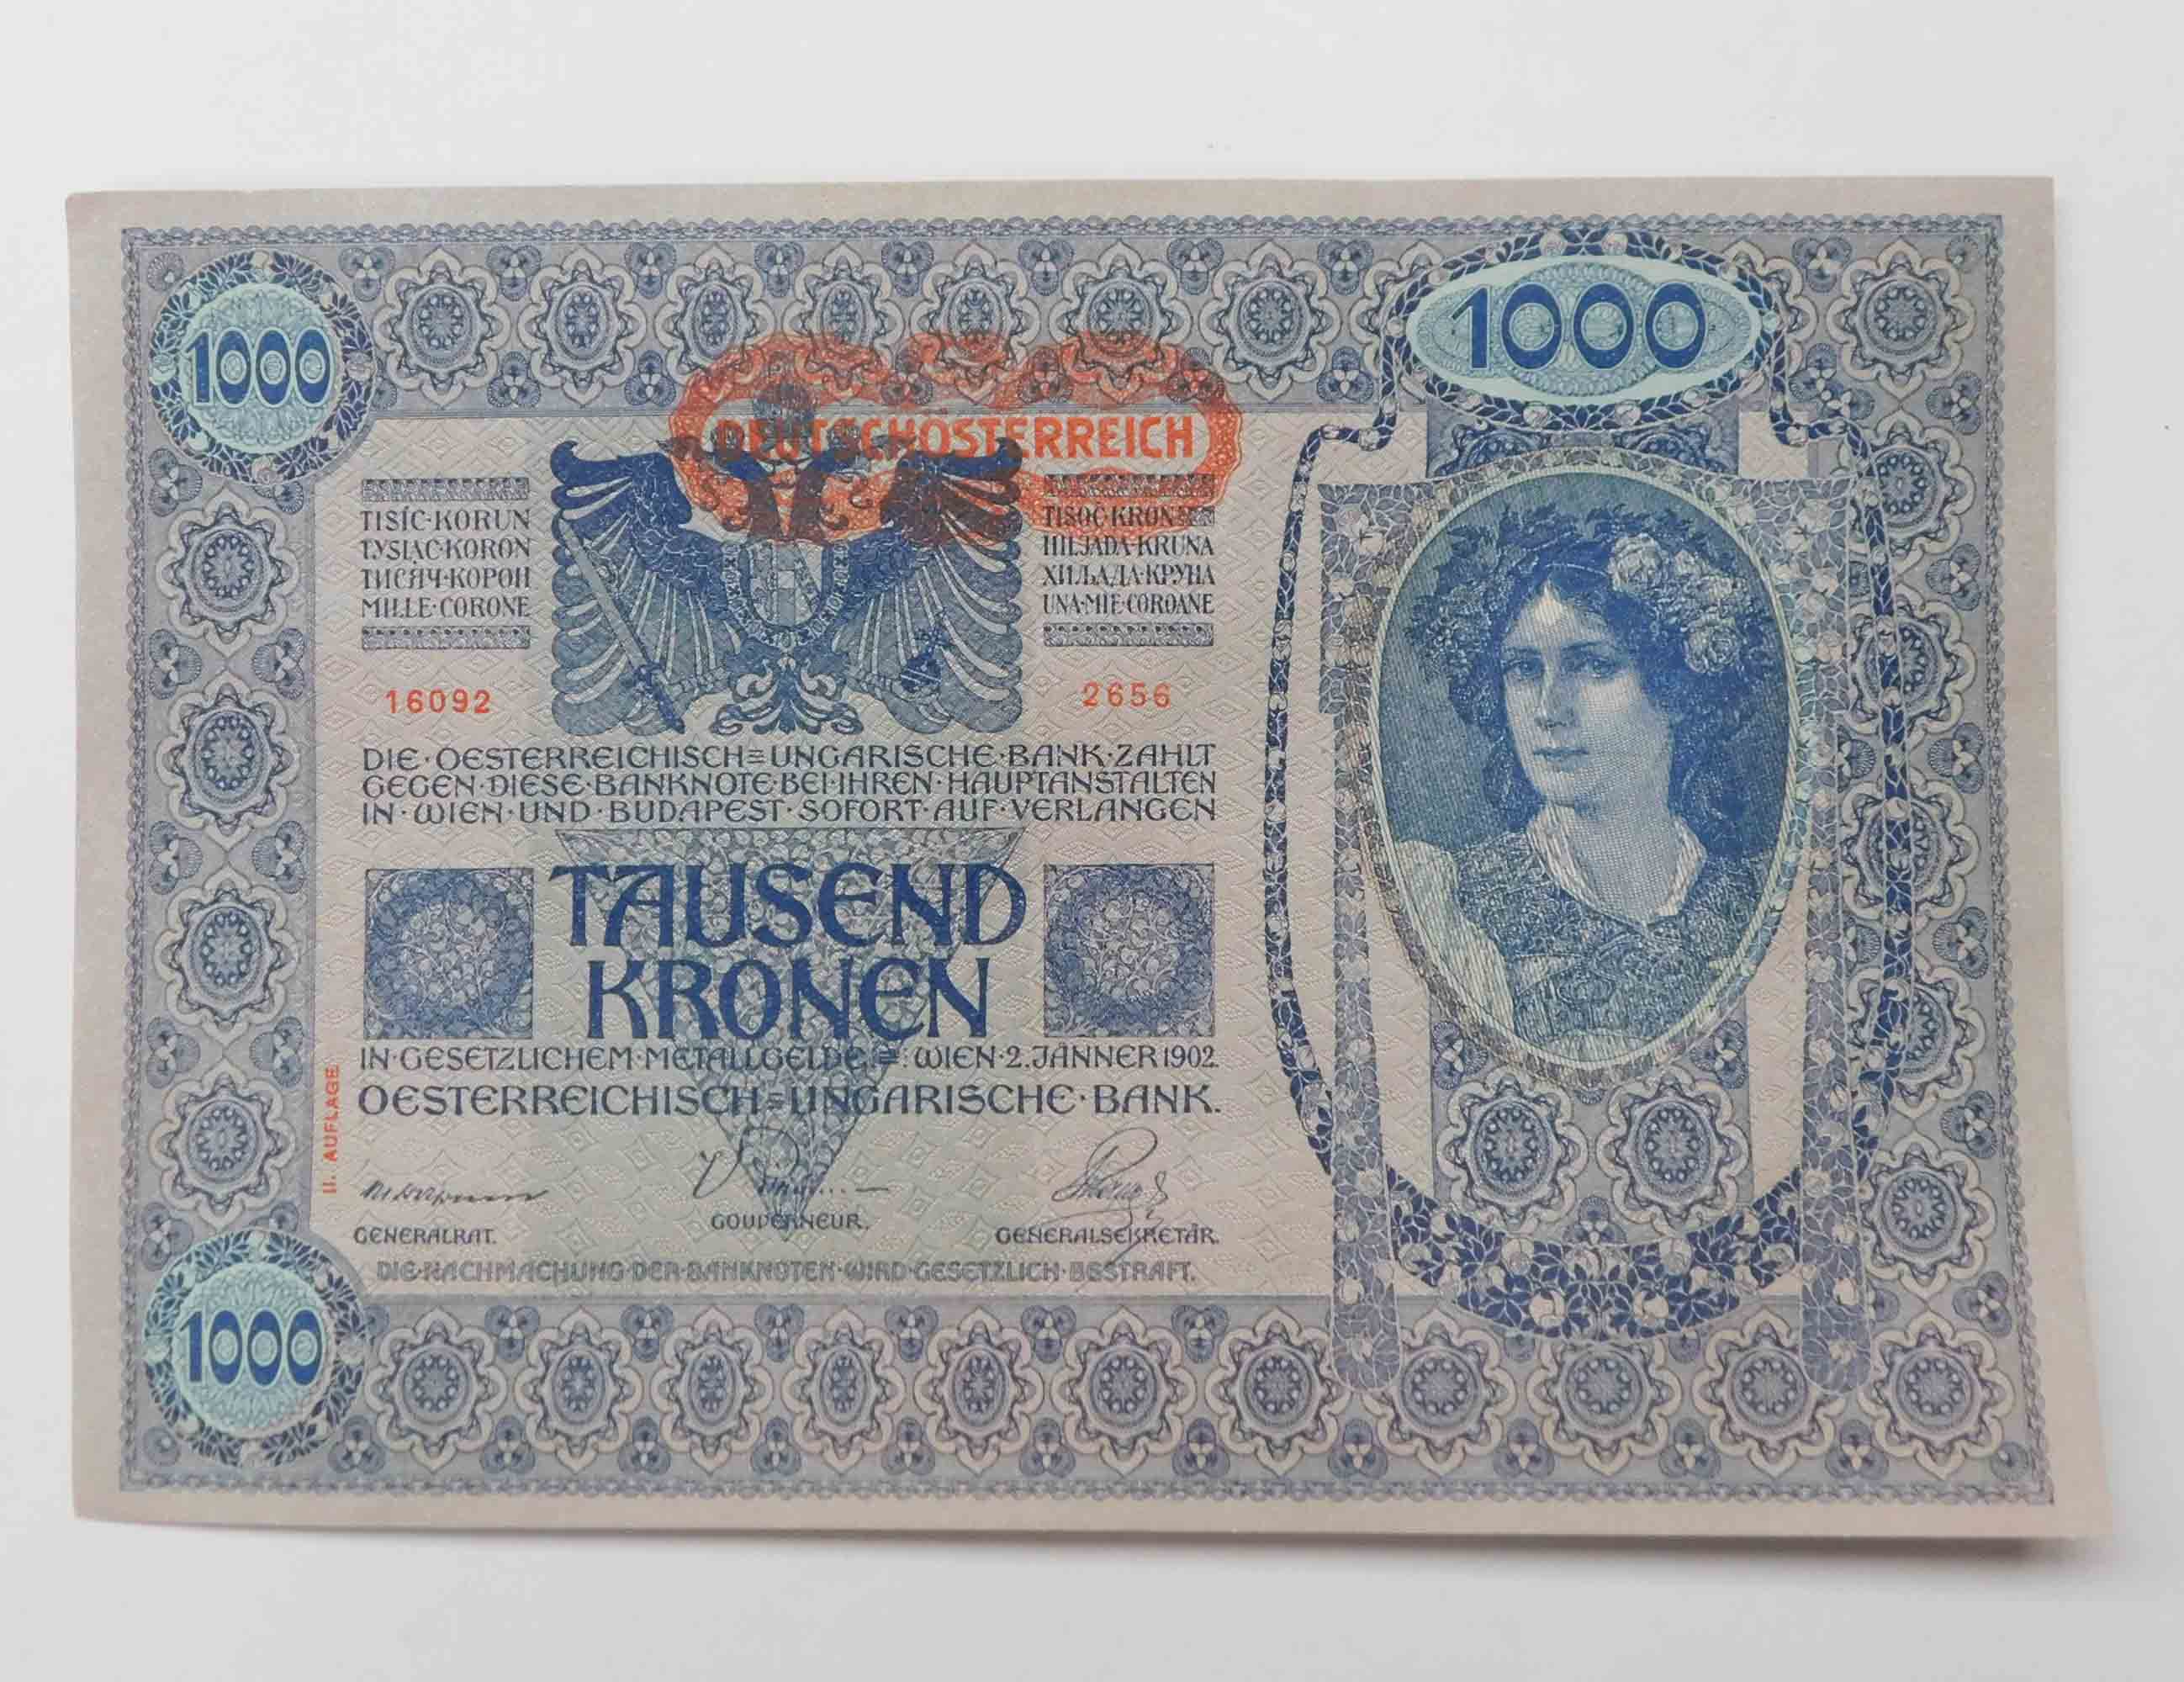 1000
1000
DEUTSCHÖSTERREICH
TISÍC·KORUN
TYSIĄC·KORON
ТИСЯЧ·КОРОН
MILLE·CORONE
TISOČ KRON
HILJADA·KRUNA
ХИЉАДА·КРУНА
UNA·MIE·COROANE
16092
2656
DIE·OESTERREICHISCH=UNGARISCHE·BANK·ZAHLT
GEGEN·DIESE·BANKNOTE·BEI·IHREN·HAUPTANSTALTEN
IN·WIEN·UND·BUDAPEST·SOFORT·AUF·VERLANGEN
TAUSEND
KRONEN
IN·GESETZLICHEM·METALLGELDE.=:WIEN·2.JÄNNER 1902.
OESTERREICHISCH=UNGARISCHE·BANK.
II. AUFLAGE
GENERALRAT.
GOUVERNEUR.
GENERALSEKRETÄR.
DIE·NACHMACHUNG·DER·BANKNOTEN·WIRD·GESETZLICH·BESTRAFT.
1000